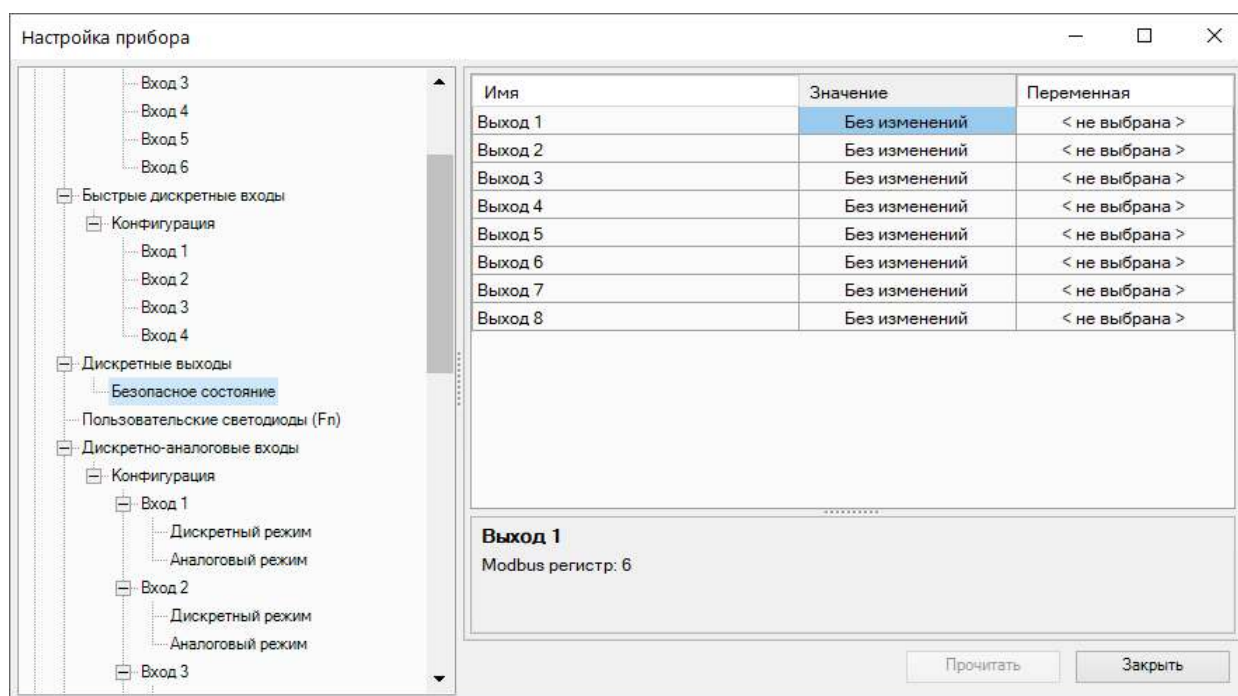 Настройка прибора
Вход 3
Вход 4
Вход 5
Вход 6
Быстрые дискретные входы
Конфигурация
Вход 1
Вход 2
Вход 3
Вход 4
Дискретные выходы
Безопасное состояние
Пользовательские светодиоды (Fn)
Дискретно-аналоговые входы
Конфигурация
Вход 1
Дискретный режим
Аналоговый режим
Вход 2
Дискретный режим
Аналоговый режим
Вход 3
Имя Значение Переменная
Выход 1 Без изменений < не выбрана >
Выход 2 Без изменений < не выбрана >
Выход 3 Без изменений < не выбрана >
Выход 4 Без изменений < не выбрана >
Выход 5 Без изменений < не выбрана >
Выход 6 Без изменений < не выбрана >
Выход 7 Без изменений < не выбрана >
Выход 8 Без изменений < не выбрана >
Выход 1
Modbus регистр: 6
Прочитать Закрыть